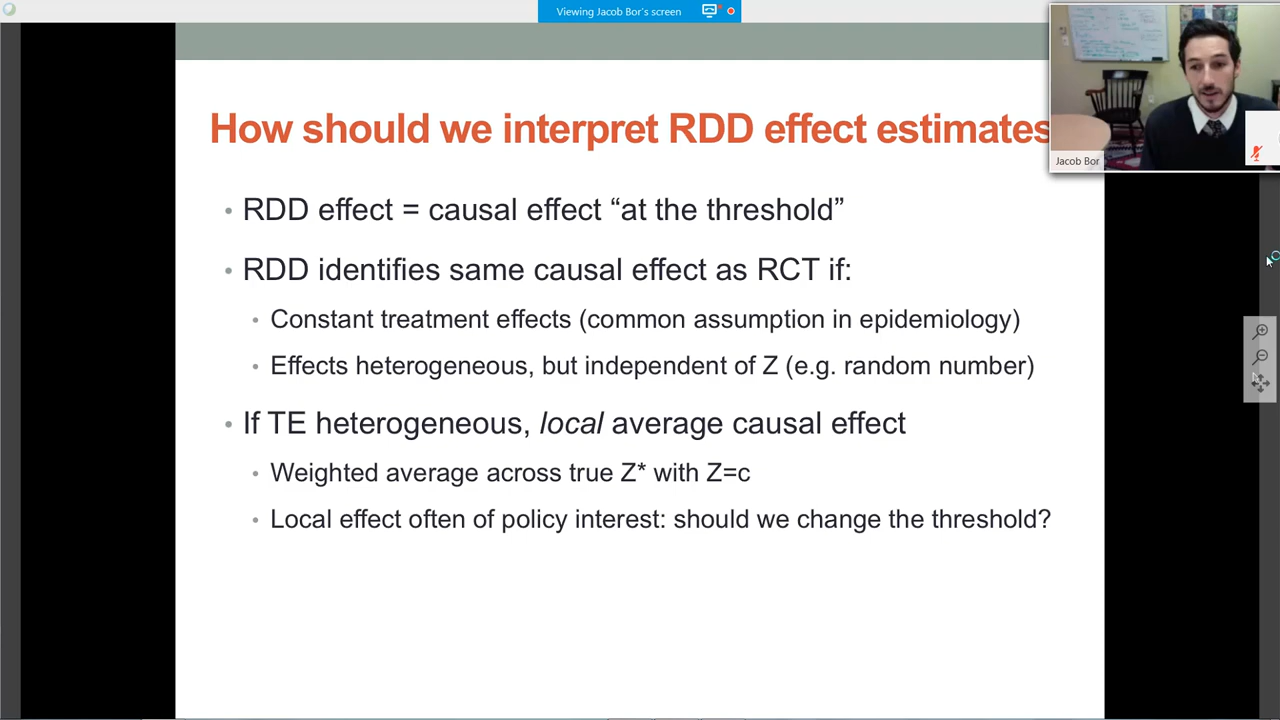 Viewing Jacob Bor's screen
How should we interpret RDD effect estimates
Jacob Bor
• RDD effect = causal effect “at the threshold”
• RDD identifies same causal effect as RCT if:
• Constant treatment effects (common assumption in epidemiology)
• Effects heterogeneous, but independent of Z (e.g. random number)
• If TE heterogeneous, local average causal effect
• Weighted average across true Z* with Z=c
• Local effect often of policy interest: should we change the threshold?